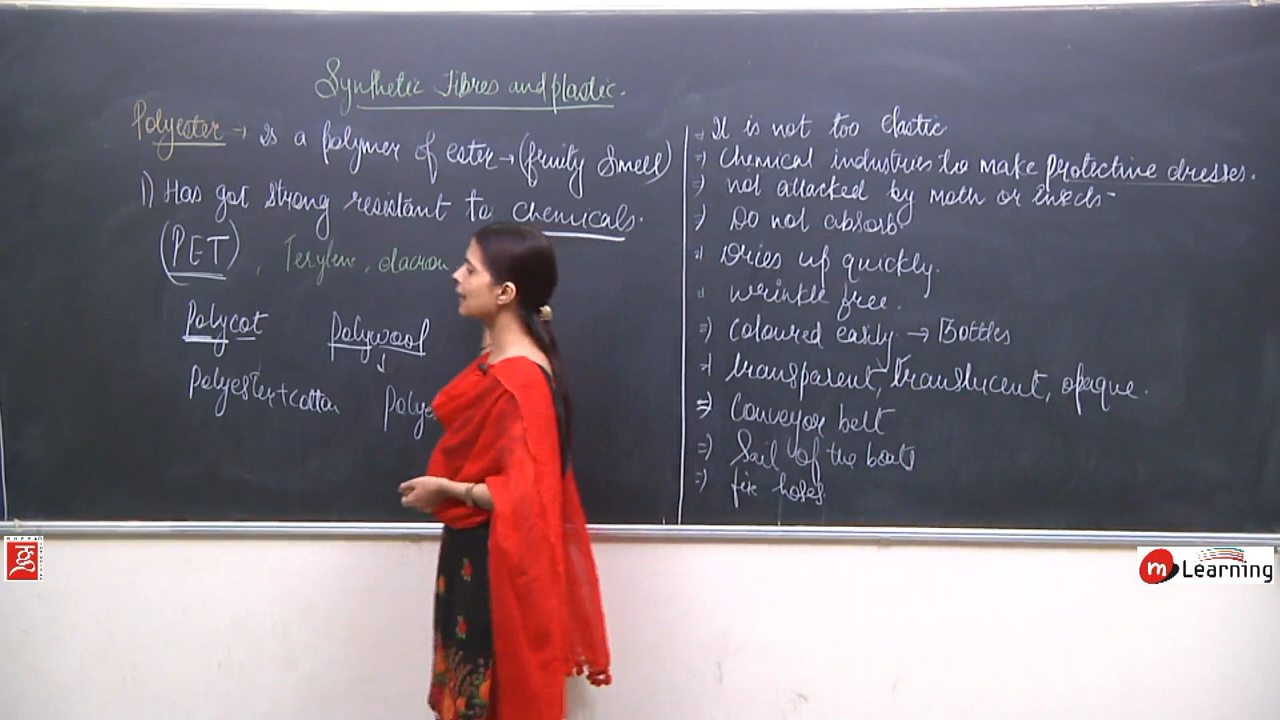 Synthetic Fibres and plastic.
Polyester → is a polymer of ester → (fruity smell)
1) Has got strong resistant to chemicals.
(PET), Terylene, dacron
Polycot Polywool
↓
Polyester + cotton Polye
⇒ It is not too elastic
⇒ Chemical industries to make protective dresses.
⇒ not attacked by moth or insects
⇒ Do not absorb
⇒ Dries up quickly.
⇒ wrinkle free.
⇒ coloured easily → Bottles
⇒ transparent, translucent, opaque.
⇒ Conveyor belt
⇒ Sail of the boats
⇒ fire hoses
m Learning